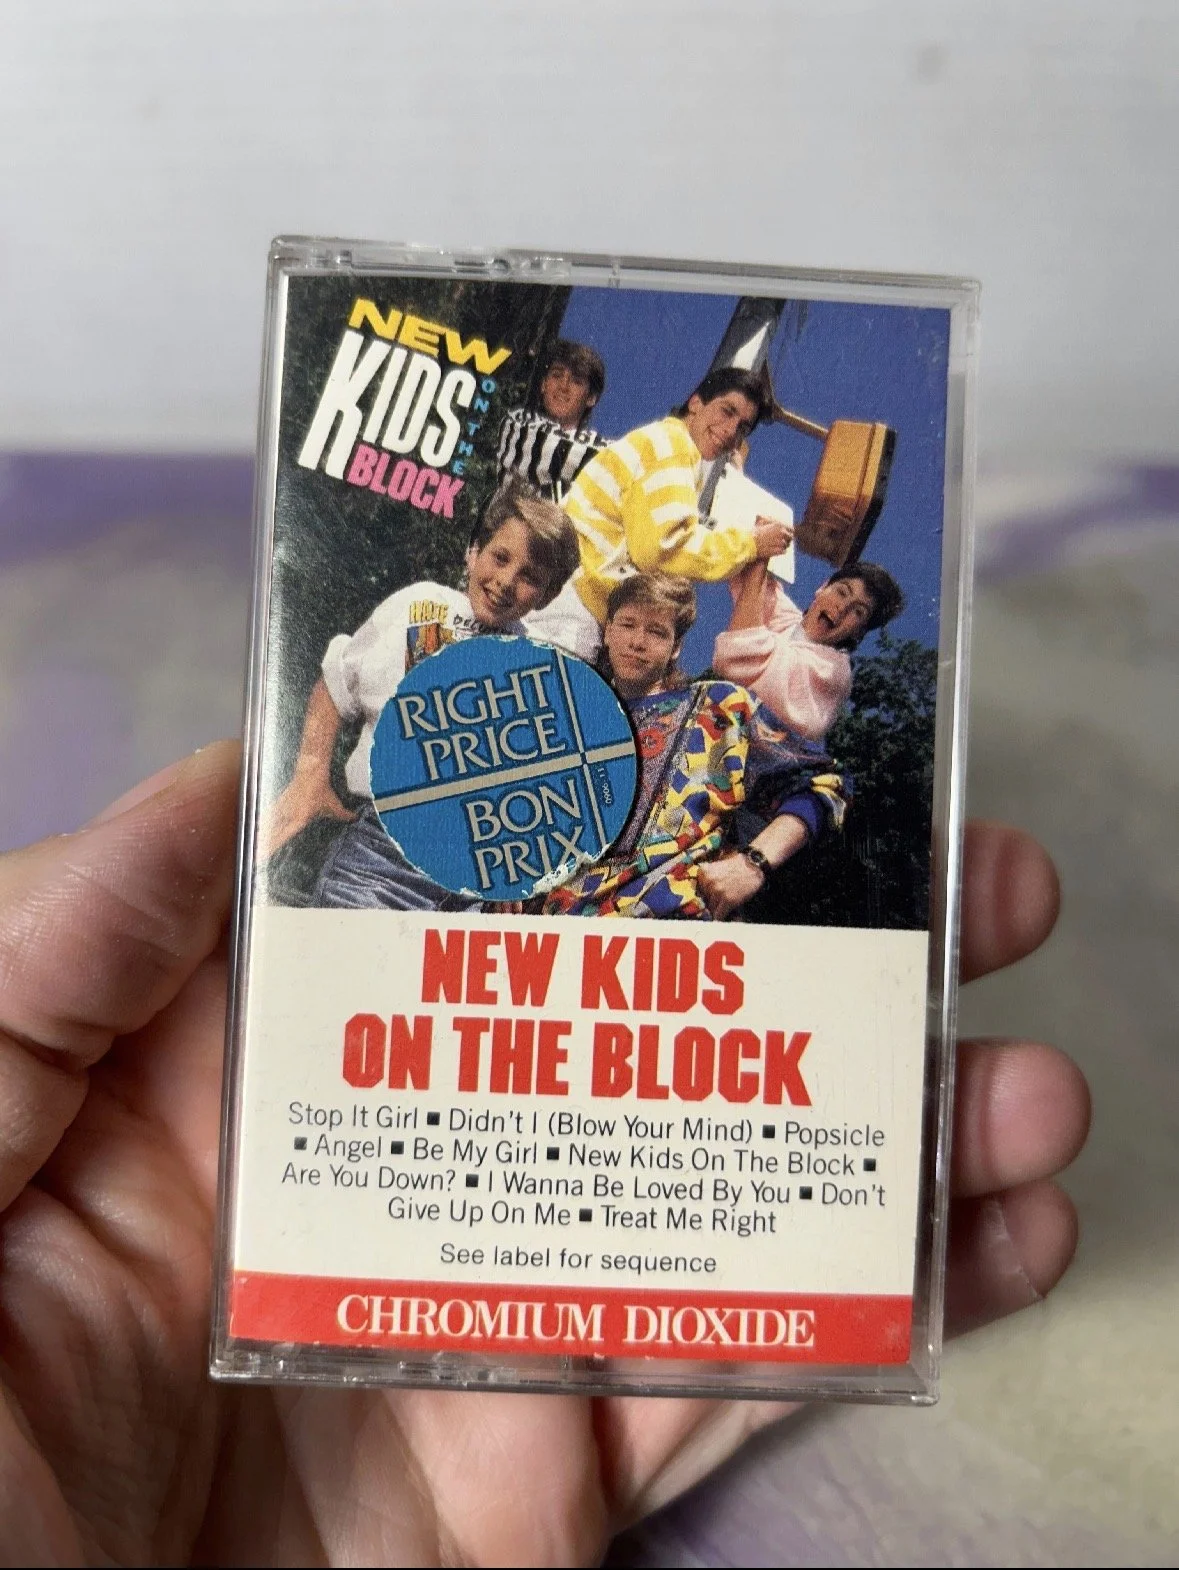 NEW
KIDS
ON THE
BLOCK
RIGHT
PRICE
BON
PRIX
NEW KIDS
ON THE BLOCK
Stop It Girl ■ Didn't I (Blow Your Mind) ■ Popsicle
■ Angel ■ Be My Girl ■ New Kids On The Block ■
Are You Down? ■ I Wanna Be Loved By You ■ Don't
Give Up On Me ■ Treat Me Right
See label for sequence
CHROMIUM DIOXIDE